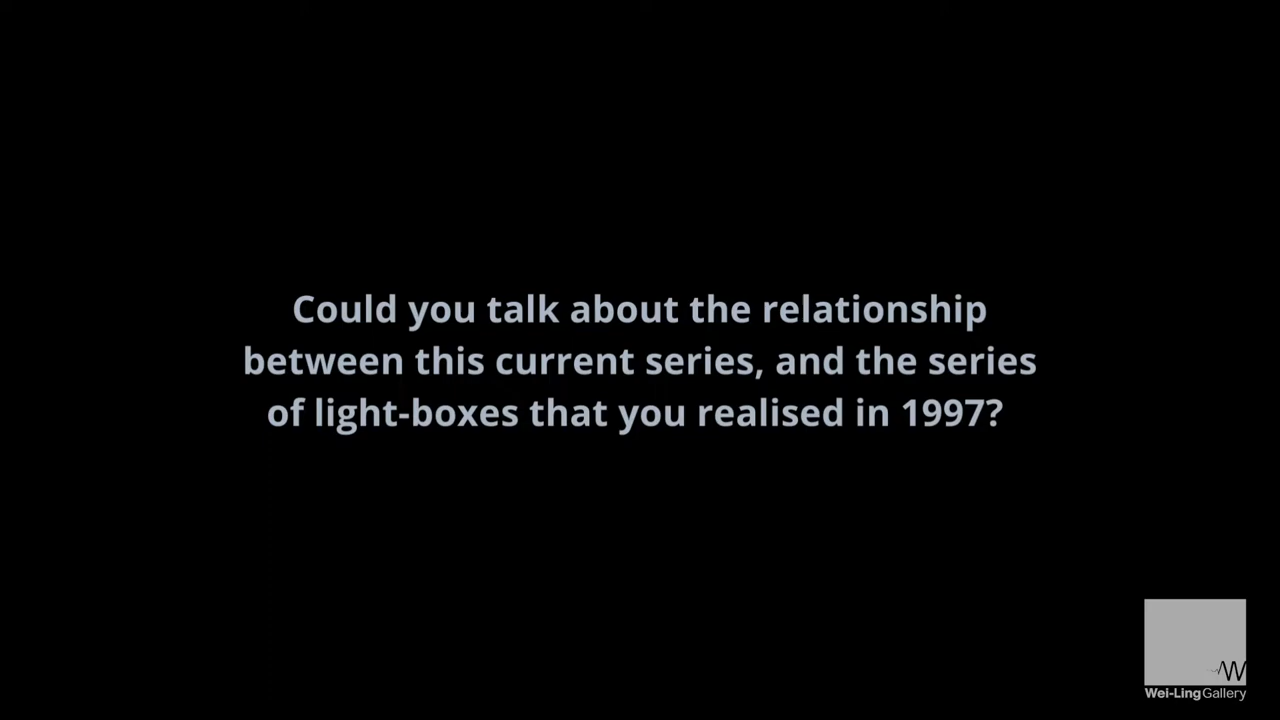 Could you talk about the relationship
between this current series, and the series
of light-boxes that you realised in 1997?
W
Wei-Ling Gallery